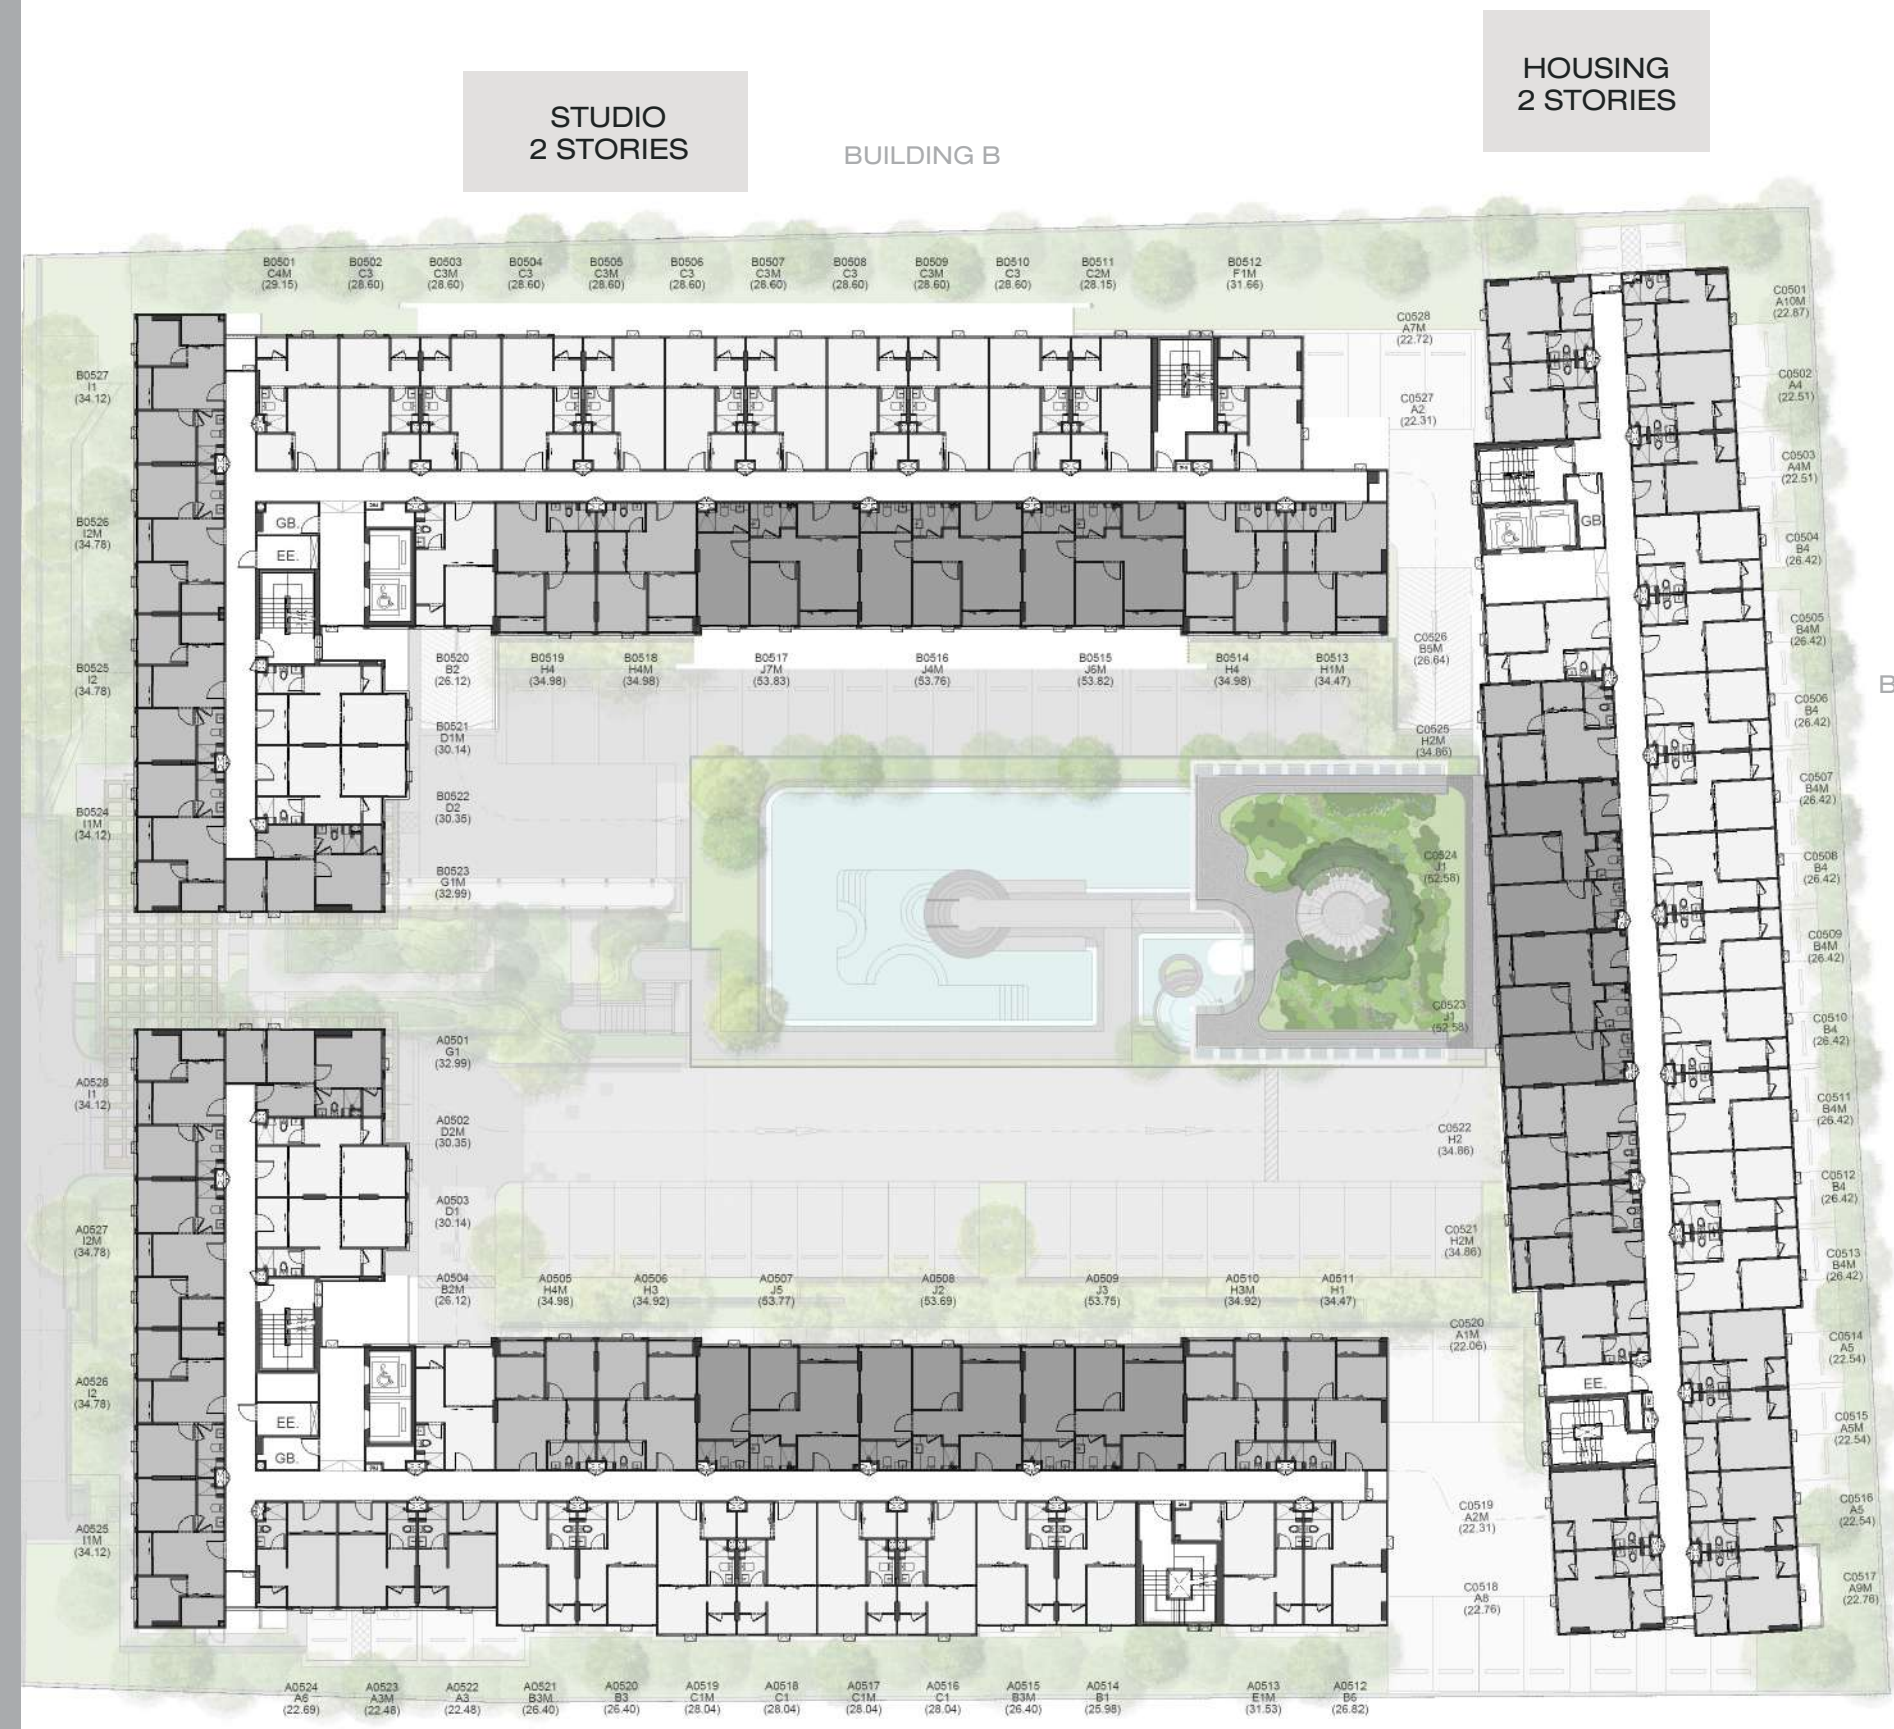 STUDIO
2 STORIES
BUILDING B
HOUSING
2 STORIES
B0501
C4M
(29.15)
B0502
C3
(28.60)
B0503
C3M
(28.60)
B0504
C3
(28.60)
B0505
C3M
(28.60)
B0506
C3
(28.60)
B0507
C3M
(28.60)
B0508
C3
(28.60)
B0509
C3M
(28.60)
B0510
C3
(28.60)
B0511
C2M
(28.15)
B0512
F1M
(31.66)
C0528
A7M
(22.72)
C0527
A2
(22.31)
C0501
A10M
(22.87)
C0502
A4
(22.51)
C0503
A4M
(22.51)
C0504
B4
(26.42)
C0505
B4M
(26.42)
C0506
B4
(26.42)
C0507
B4M
(26.42)
C0508
B4
(26.42)
C0509
B4M
(26.42)
C0510
B4
(26.42)
C0511
B4M
(26.42)
C0512
B4
(26.42)
C0513
B4M
(26.42)
C0514
A5
(22.54)
C0515
A5M
(22.54)
C0516
A5
(22.54)
C0517
A9M
(22.76)
B0527
I1
(34.12)
B0526
I2M
(34.78)
B0525
I2
(34.78)
B0524
I1M
(34.12)
GB.
EE.
GB
B0520
B2
(26.12)
B0519
H4
(34.98)
B0518
H4M
(34.98)
B0517
J7M
(53.83)
B0516
J4M
(53.76)
B0515
J6M
(53.82)
B0514
H4
(34.98)
B0513
H1M
(34.47)
C0526
B5M
(26.64)
B
B0521
D1M
(30.14)
C0525
H2M
(34.86)
B0522
D2
(30.35)
B0523
G1M
(32.99)
C0524
J1
(52.58)
C0523
J1
(52.58)
A0501
G1
(32.99)
A0528
I1
(34.12)
A0502
D2M
(30.35)
C0522
H2
(34.86)
A0503
D1
(30.14)
A0527
I2M
(34.78)
C0521
H2M
(34.86)
A0504
B2M
(26.12)
A0505
H4M
(34.98)
A0506
H3
(34.92)
A0507
J5
(53.77)
A0508
J2
(53.69)
A0509
J3
(53.75)
A0510
H3M
(34.92)
A0511
H1
(34.47)
C0520
A1M
(22.06)
A0526
I2
(34.78)
EE.
EE.
GB.
A0525
I1M
(34.12)
C0519
A2M
(22.31)
C0518
A8
(22.76)
A0524
A6
(22.69)
A0523
A3M
(22.48)
A0522
A3
(22.48)
A0521
B3M
(26.40)
A0520
B3
(26.40)
A0519
C1M
(28.04)
A0518
C1
(28.04)
A0517
C1M
(28.04)
A0516
C1
(28.04)
A0515
B3M
(26.40)
A0514
B1
(25.98)
A0513
E1M
(31.53)
A0512
B6
(26.82)